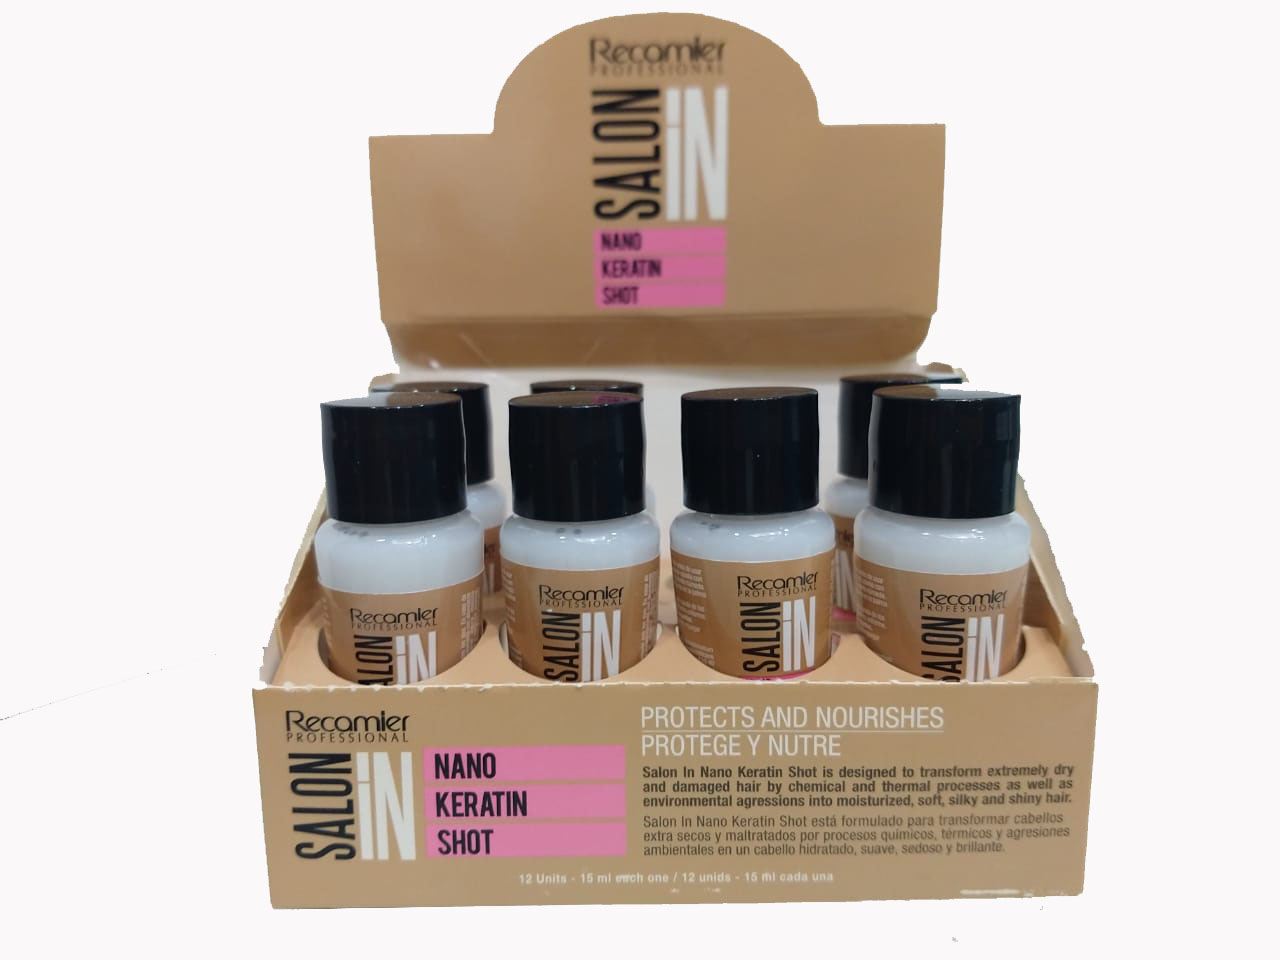 Recamier
PROFESSIONAL
SALON IN
NANO
KERATIN
SHOT
Recamier
PROFESSIONAL
SALON IN
Recamier
PROFESSIONAL
SALON IN
Recamier
PROFESSIONAL
SALON IN
Recamier
PROFESSIONAL
SALON IN
Recamier
PROFESSIONAL
SALON IN
NANO
KERATIN
SHOT
PROTECTS AND NOURISHES
PROTEGE Y NUTRE
Salon In Nano Keratin Shot is designed to transform extremely dry
and damaged hair by chemical and thermal processes as well as
environmental agressions into moisturized, soft, silky and shiny hair.
Salon In Nano Keratin Shot está formulado para transformar cabellos
extra secos y maltratados por procesos químicos, térmicos y agresiones
ambientales en un cabello hidratado, suave, sedoso y brillante.
12 Units - 15 ml each one / 12 unids - 15 ml cada una